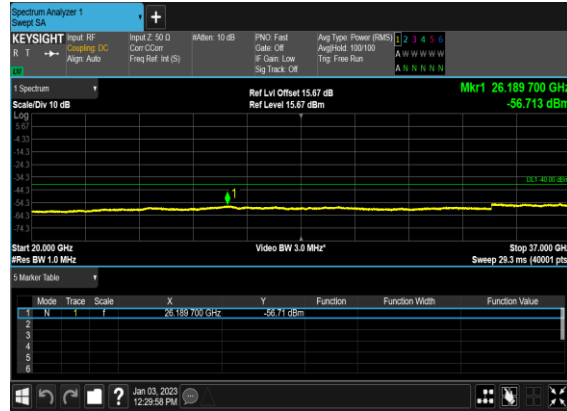 Spectrum Analyzer 1
Swept SA
+
KEYSIGHT Input: RF Input Z: 50 Ω #Atten: 10 dB PNO: Fast Avg Type: Power (RMS) 1 2 3 4 5 6
R T Coupling: DC Corr CCorr Gate: Off Avg|Hold: 100/100 A W W W W W
Align: Auto Freq Ref: Int (S) IF Gain: Low Trig: Free Run
Sig Track: Off A N N N N N
1 Spectrum Ref Lvl Offset 15.67 dB Mkr1 26.189 700 GHz
Scale/Div 10 dB Ref Level 15.67 dBm -56.713 dBm
Log
5.67
-4.33
-14.3
-24.3
-34.3
DL1 -40.00 dBm
-44.3
1
-54.3
-64.3
-74.3
Start 20.000 GHz Video BW 3.0 MHz* Stop 37.000 GHz
#Res BW 1.0 MHz Sweep 29.3 ms (40001 pts)
5 Marker Table
Mode Trace Scale X Y Function Function Width Function Value
1 N 1 f 26.189 700 GHz -56.71 dBm
2
3
4
5
6
? Jan 03, 2023
12:29:58 PM